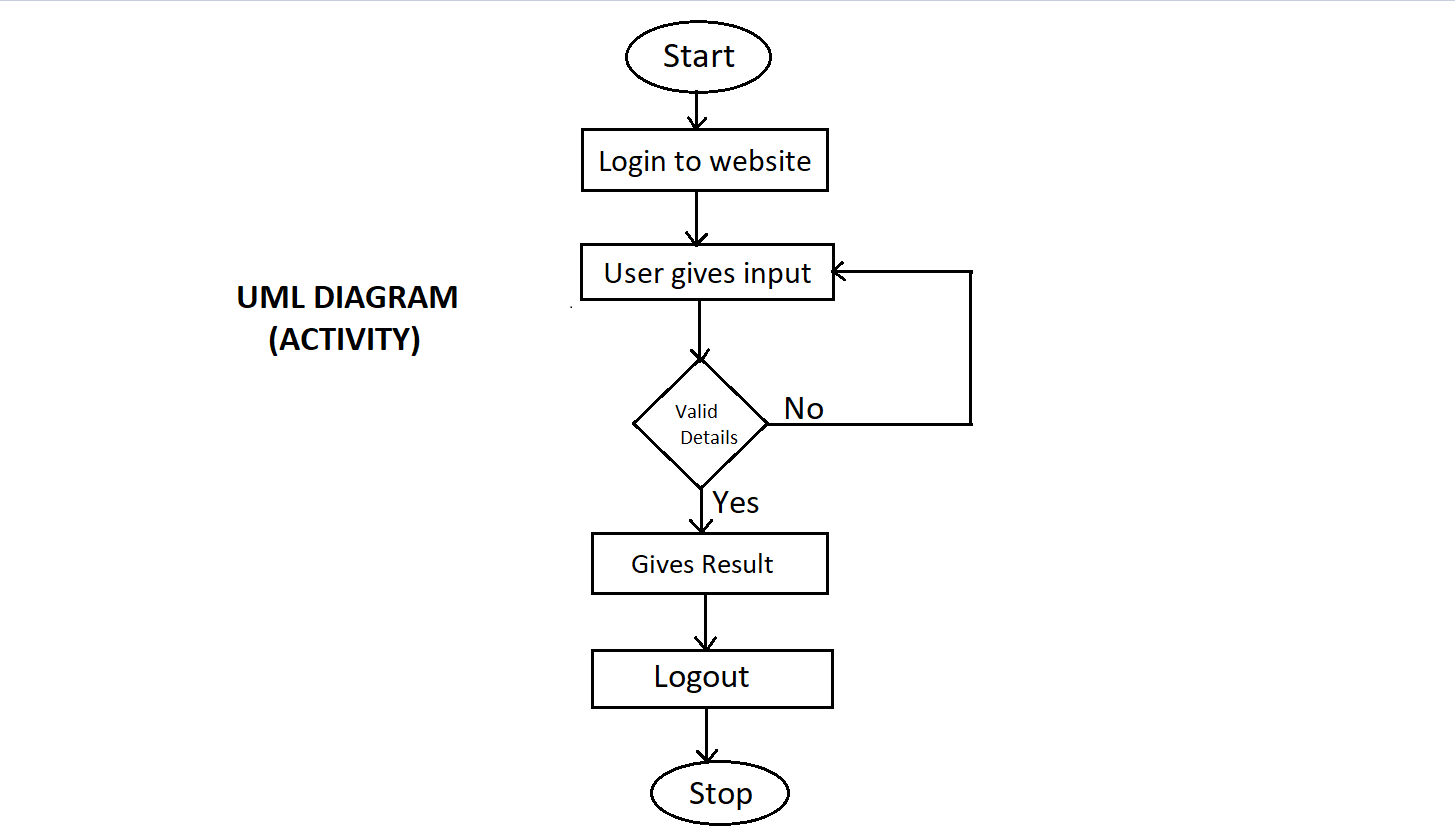 Start
Login to website
User gives input
UML DIAGRAM
(ACTIVITY)
Valid
Details
No
Yes
Gives Result
Logout
Stop